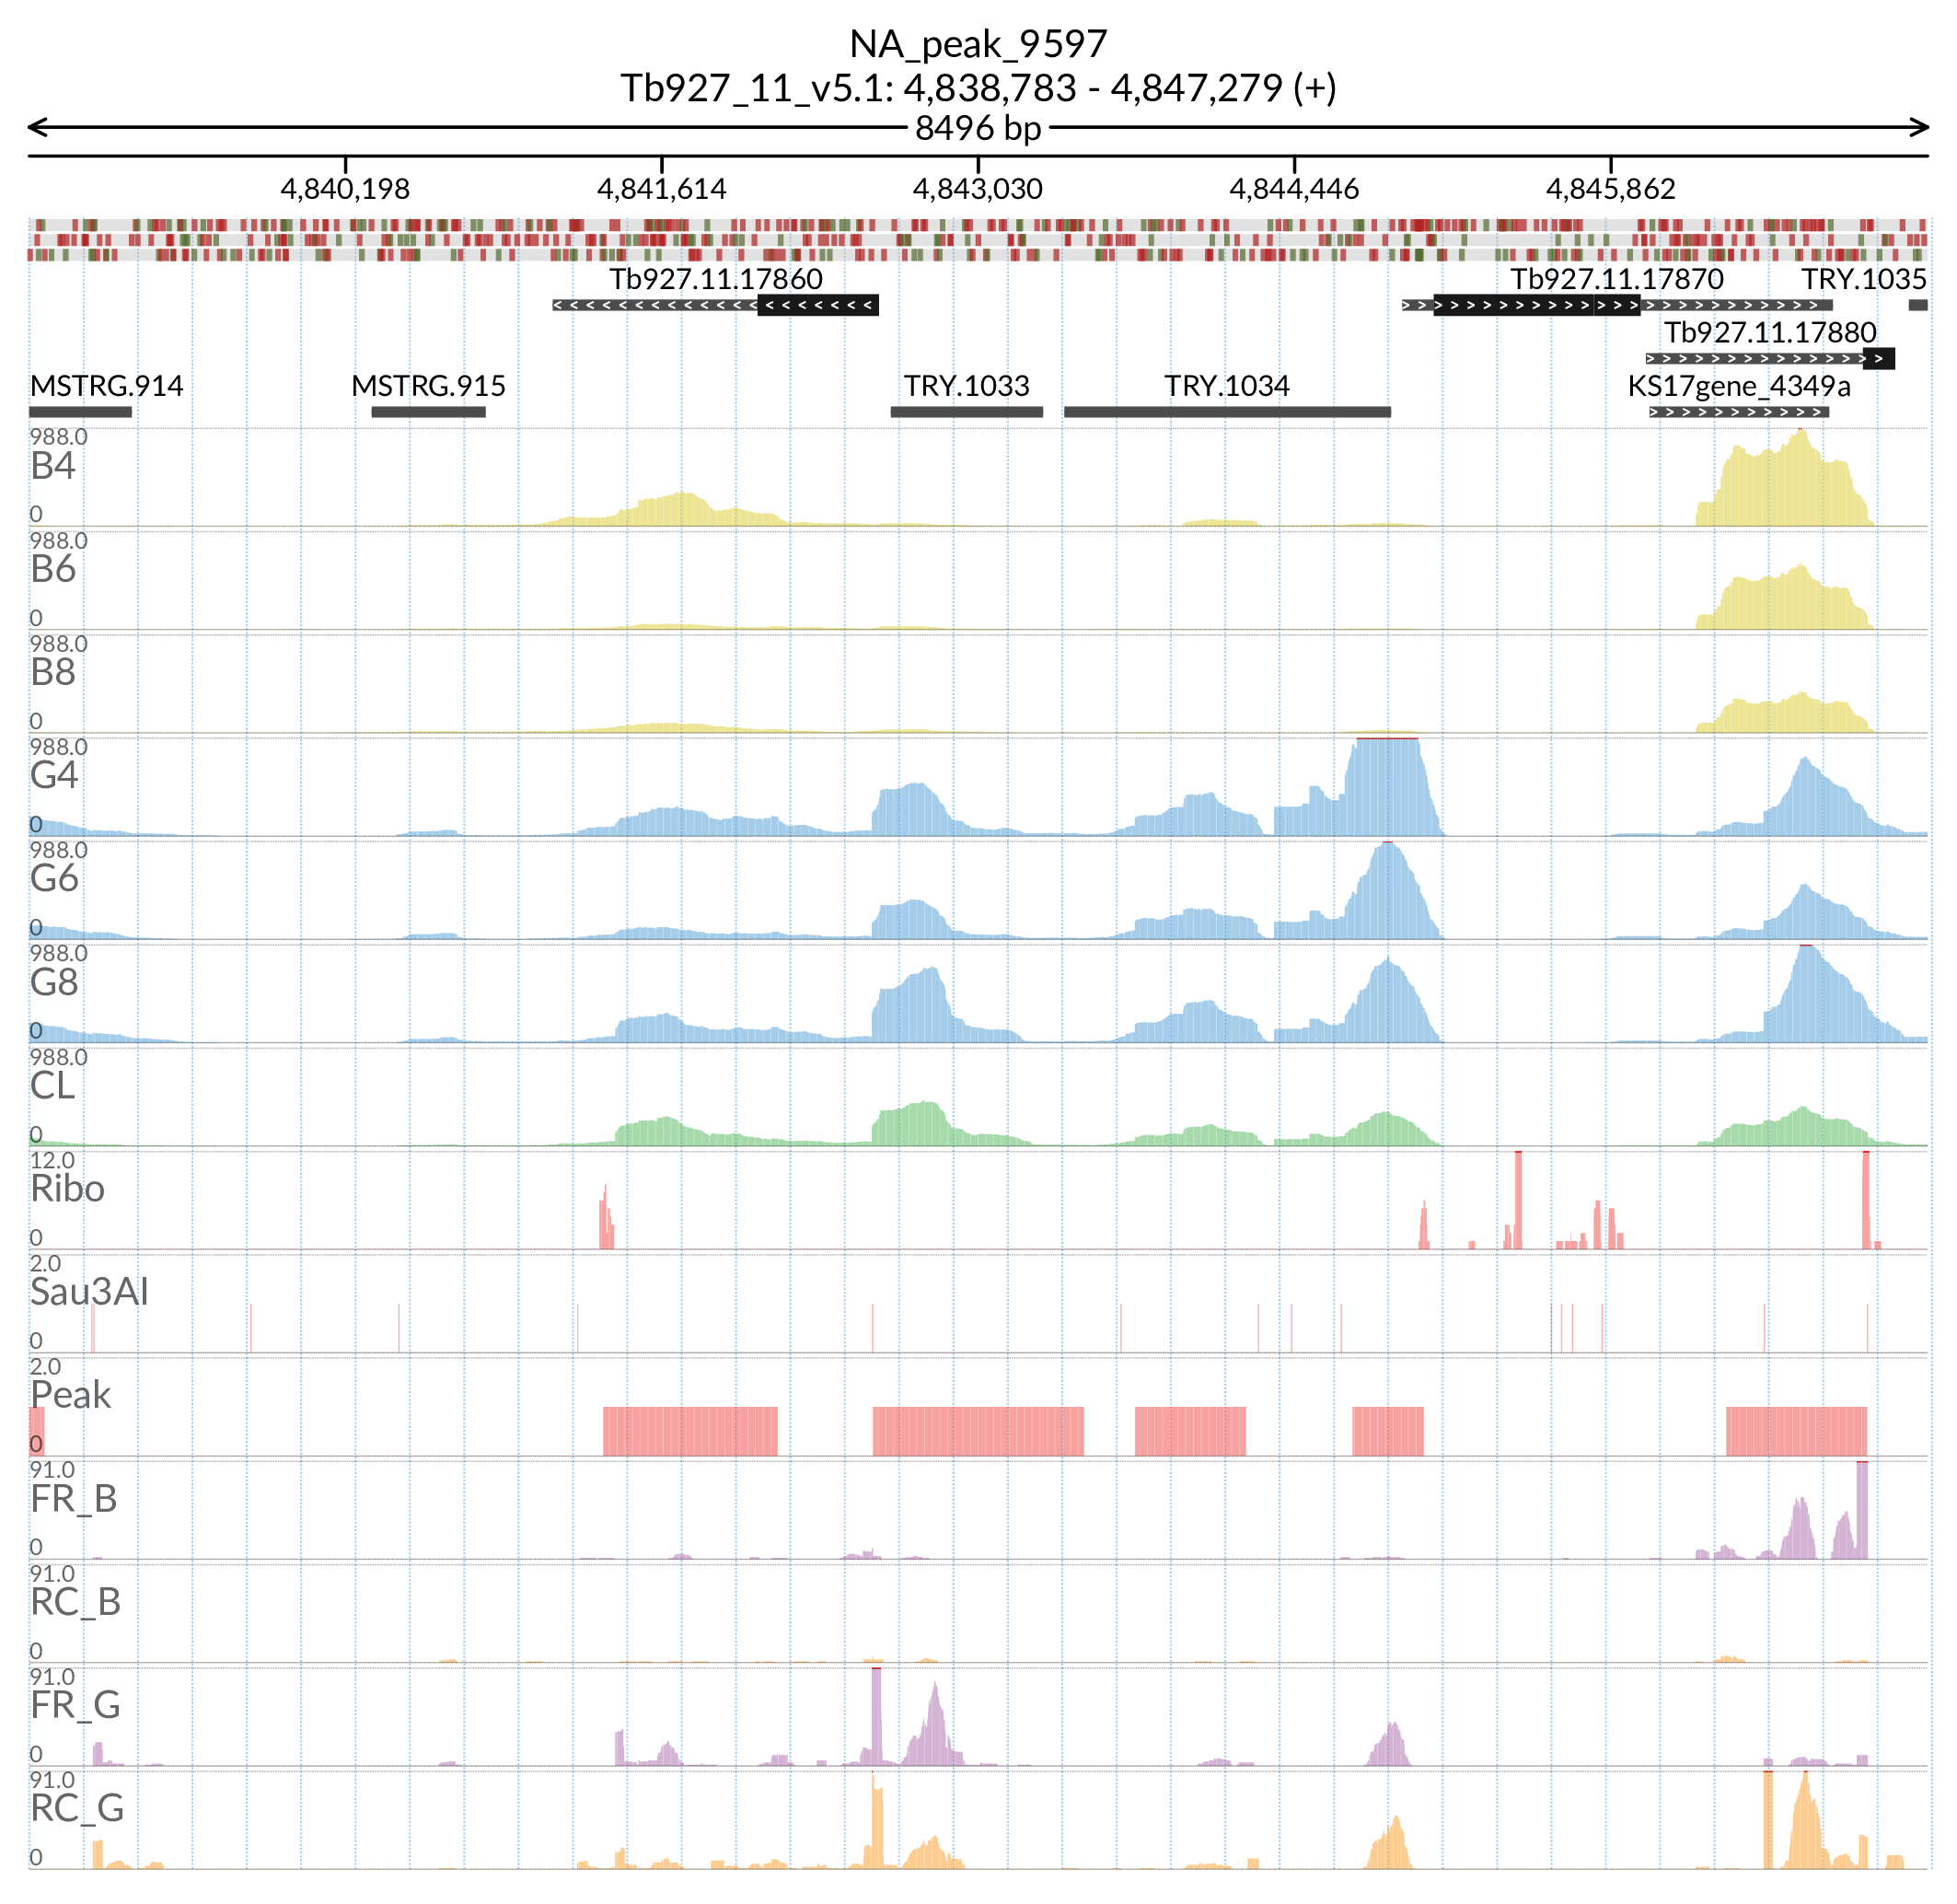 NA_peak_9597
Tb927_11_v5.1: 4,838,783 - 4,847,279 (+)
8496 bp
4,840,198 4,841,614 4,843,030 4,844,446 4,845,862
Tb927.11.17860 Tb927.11.17870 TRY.1035
Tb927.11.17880
MSTRG.914 MSTRG.915 TRY.1033 TRY.1034 KS17gene_4349a
988.0
B4
0
988.0
B6
0
988.0
B8
0
988.0
G4
0
988.0
G6
0
988.0
G8
0
988.0
CL
0
12.0
Ribo
0
2.0
Sau3AI
0
2.0
Peak
0
91.0
FR_B
0
91.0
RC_B
0
91.0
FR_G
0
91.0
RC_G
0